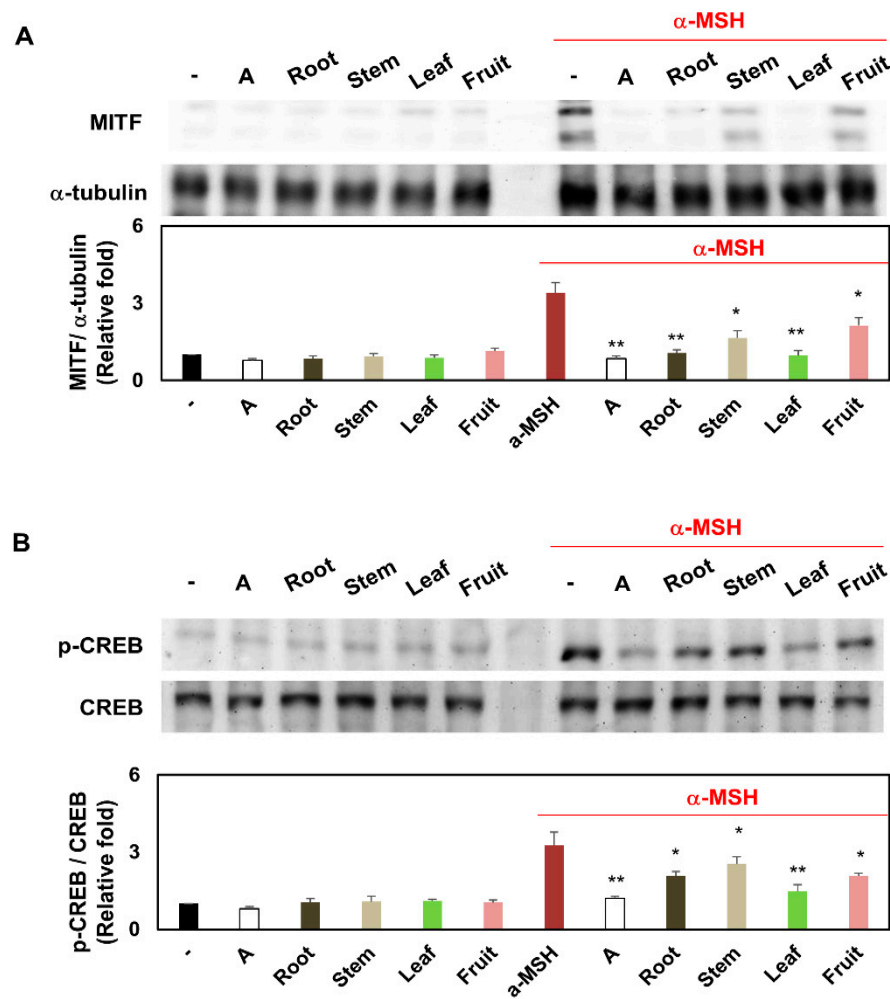 A
α-MSH
- A Root Stem Leaf Fruit - A Root Stem Leaf Fruit
MITF
α-tubulin
MITF/ α-tubulin
(Relative fold)
6
3
0
α-MSH
** ** * ** *
- A Root Stem Leaf Fruit a-MSH A Root Stem Leaf Fruit
B
α-MSH
- A Root Stem Leaf Fruit - A Root Stem Leaf Fruit
p-CREB
CREB
p-CREB / CREB
(Relative fold)
6
3
0
α-MSH
** * * ** *
- A Root Stem Leaf Fruit a-MSH A Root Stem Leaf Fruit